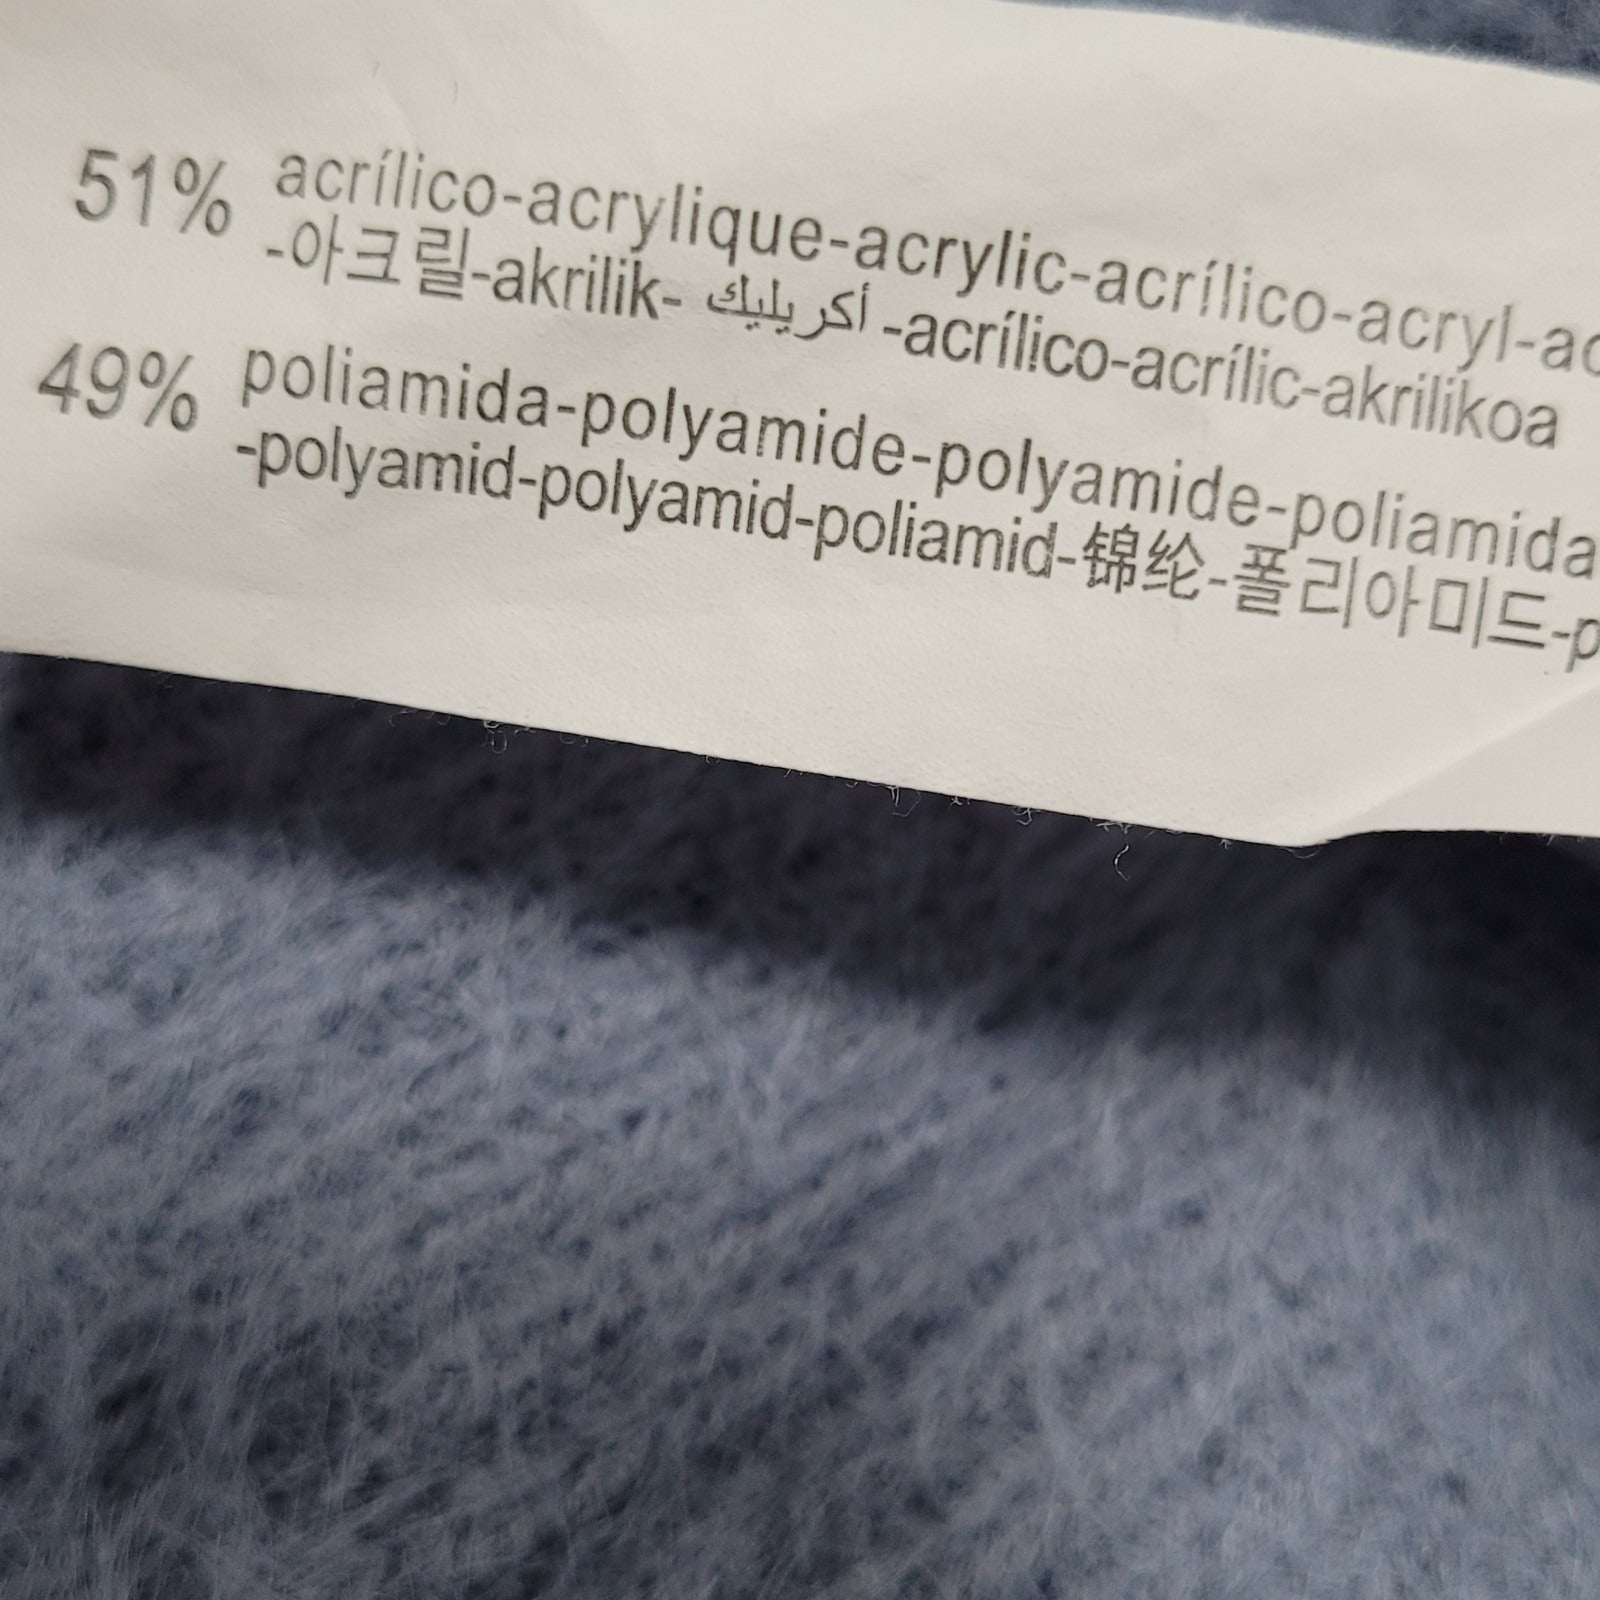 51% acrílico-acrylique-acrylic-acrílico-acryl-ac
-아크릴-akrilik- أكريليك -acrílico-acrílic-akrilikoa
49% poliamida-polyamide-polyamide-poliamida
-polyamid-polyamid-poliamid-锦纶-폴리아미드-p